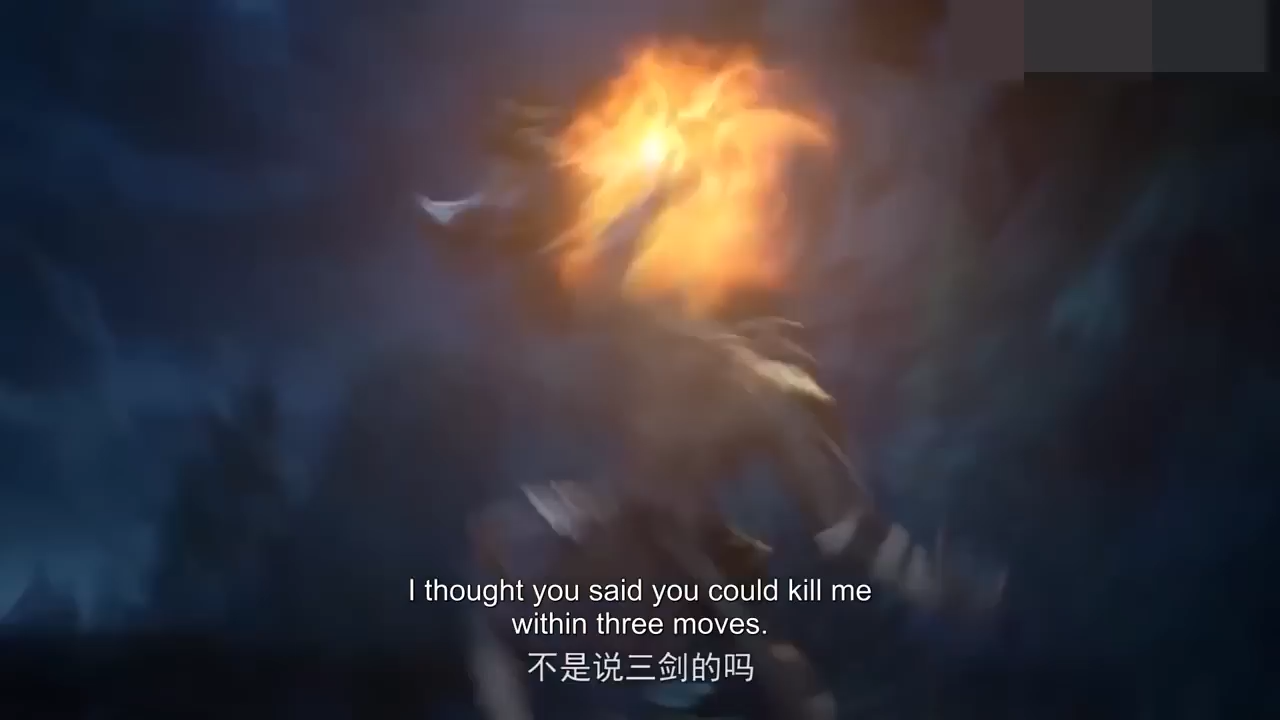 I thought you said you could kill me
within three moves.
不是说三剑的吗